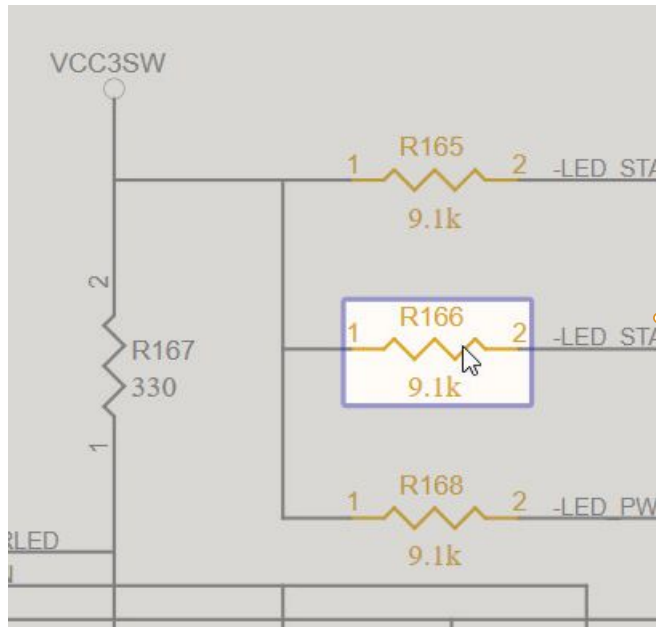 VCC3SW
R165
1 2 -LED_STA
9.1k
2
R166
1 2 -LED_STA
R167
330
9.1k
1
R168
1 2 -LED_PW
9.1k
RLED
N